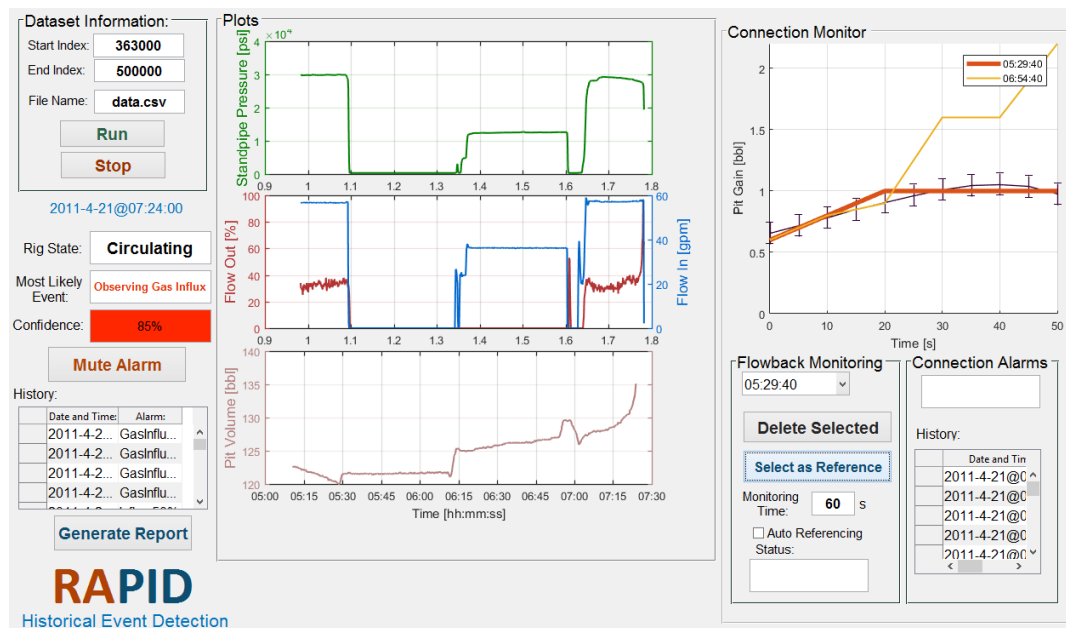 Dataset Information:
Start Index: 363000
End Index: 500000
File Name: data.csv
Run
Stop
2011-4-21@07:24:00
Rig State: Circulating
Most Likely
Event:
Observing Gas Influx
Confidence: 85%
Mute Alarm
History:
Date and Time: Alarm:
2011-4-2... GasInflu...
2011-4-2... GasInflu...
2011-4-2... GasInflu...
2011-4-2... GasInflu...
Generate Report
RAPID
Historical Event Detection
Plots
× 10⁴
Standpipe Pressure [psi]
4
3
2
1
0
0.9 1 1.1 1.2 1.3 1.4 1.5 1.6 1.7 1.8
Flow Out [%]
100
80
60
40
20
0
60
40
20
0
Flow In [gpm]
0.9 1 1.1 1.2 1.3 1.4 1.5 1.6 1.7 1.8
Pit Volume [bbl]
140
135
130
125
120
05:00 05:15 05:30 05:45 06:00 06:15 06:30 06:45 07:00 07:15 07:30
Time [hh:mm:ss]
Connection Monitor
05:29:40
06:54:40
Pit Gain [bbl]
2
1.5
1
0.5
0
0 10 20 30 40 50
Time [s]
Flowback Monitoring
05:29:40
Delete Selected
Select as Reference
Monitoring
Time:
60 s
Auto Referencing
Status:
Connection Alarms
History:
Date and Tin
2011-4-21@0
2011-4-21@0
2011-4-21@0
2011-4-21@0
2011-4-21@0